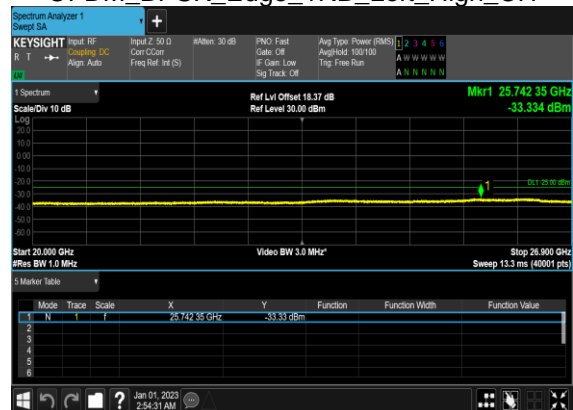 Spectrum Analyzer 1
Swept SA
+
KEYSIGHT Input: RF Input Z: 50 Ω #Atten: 30 dB PNO: Fast Avg Type: Power (RMS) 1 2 3 4 5 6
R T Coupling: DC Corr CCorr Gate: Off Avg|Hold: 100/100 A W W W W W
Align: Auto Freq Ref: Int (S) IF Gain: Low Trig: Free Run
LW Sig Track: Off A N N N N N
1 Spectrum Ref Lvl Offset 18.37 dB Mkr1 25.742 35 GHz
Scale/Div 10 dB Ref Level 30.00 dBm -33.334 dBm
Log
20.0
10.0
0.00
-10.0
-20.0 1 DL1 -25.00 dBm
-30.0
-40.0
-50.0
-60.0
Start 20.000 GHz Video BW 3.0 MHz* Stop 26.900 GHz
#Res BW 1.0 MHz Sweep 13.3 ms (40001 pts)
5 Marker Table
Mode Trace Scale X Y Function Function Width Function Value
1 N 1 f 25.742 35 GHz -33.33 dBm
2
3
4
5
6
? Jan 01, 2023
2:54:31 AM